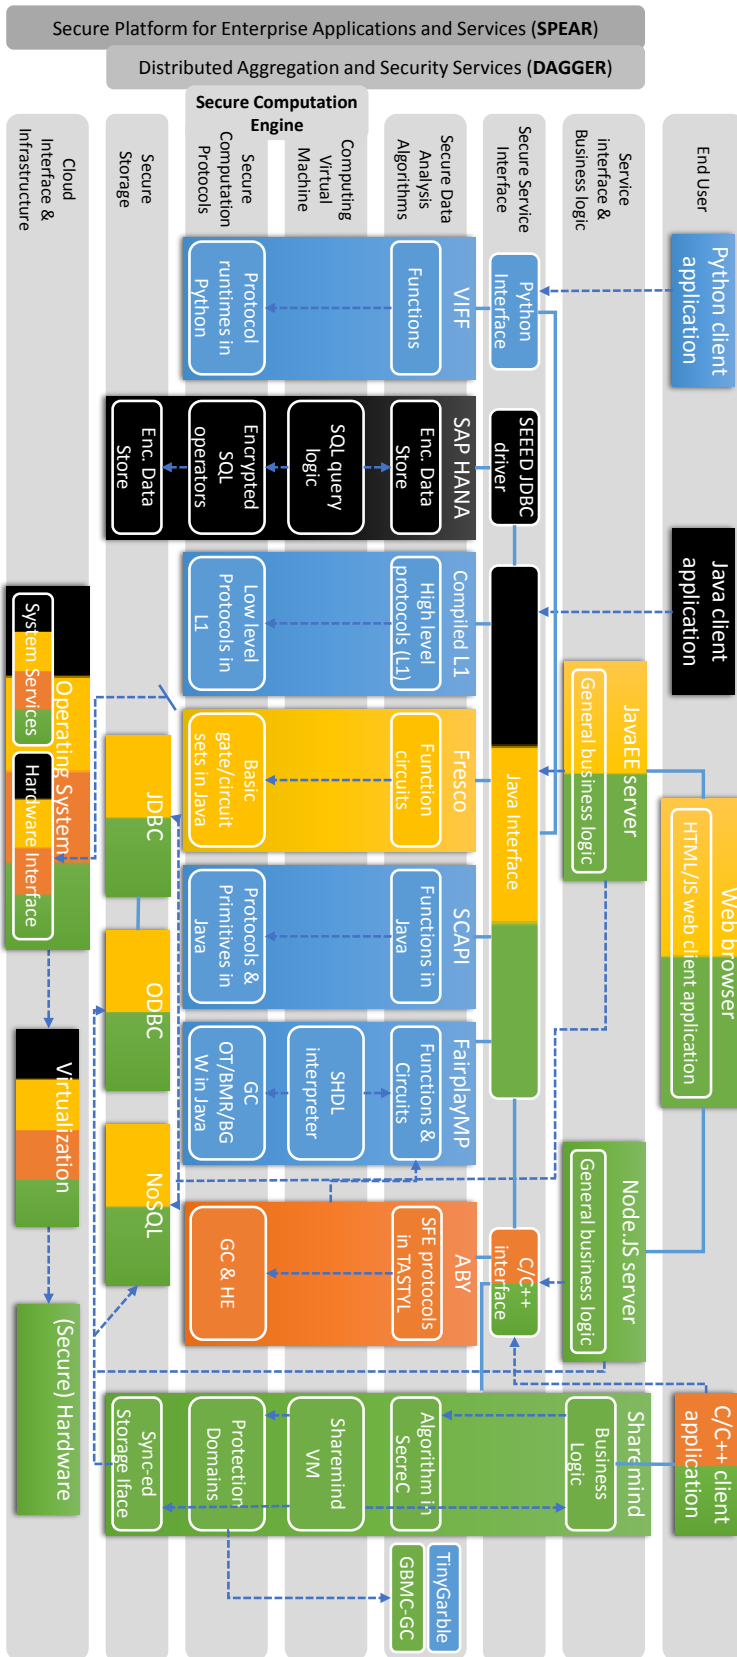 Secure Platform for Enterprise Applications and Services (SPEAR)
Distributed Aggregation and Security Services (DAGGER)
Secure Computation
Engine
End User
Service
interface &
Business logic
Secure Service
Interface
Secure Data
Analysis
Algorithms
Computing
Virtual
Machine
Secure
Computation
Protocols
Secure
Storage
Cloud
Interface &
Infrastructure
Python client
application
Java client
application
Web browser
HTML/JS web client application
C/C++ client
application
JavaEE server
General business logic
Node.JS server
General business logic
Sharemind
Business
Logic
Python
Interface
SEEED JDBC
driver
Java Interface
C/C++
interface
VIFF
Functions
Protocol
runtimes in
Python
SAP HANA
Enc. Data
Store
SQL query
logic
Encrypted
SQL
operators
Enc. Data
Store
Compiled L1
High level
protocols (L1)
Low level
Protocols in
L1
Fresco
Function
circuits
Basic
gate/circuit
sets in Java
SCAPI
Functions in
Java
Protocols &
Primitives in
Java
FairplayMP
Functions &
Circuits
SHDL
interpreter
GC
OT/BMR/BG
W in Java
ABY
SFE protocols
in TASTYL
GC & HE
Algorithm in
SecreC
Sharemind
VM
Protection
Domains
Sync-ed
Storage Iface
TinyGarble
GBMC-GC
JDBC
ODBC
NoSQL
Operating System
System Services
Hardware Interface
Virtualization
(Secure) Hardware